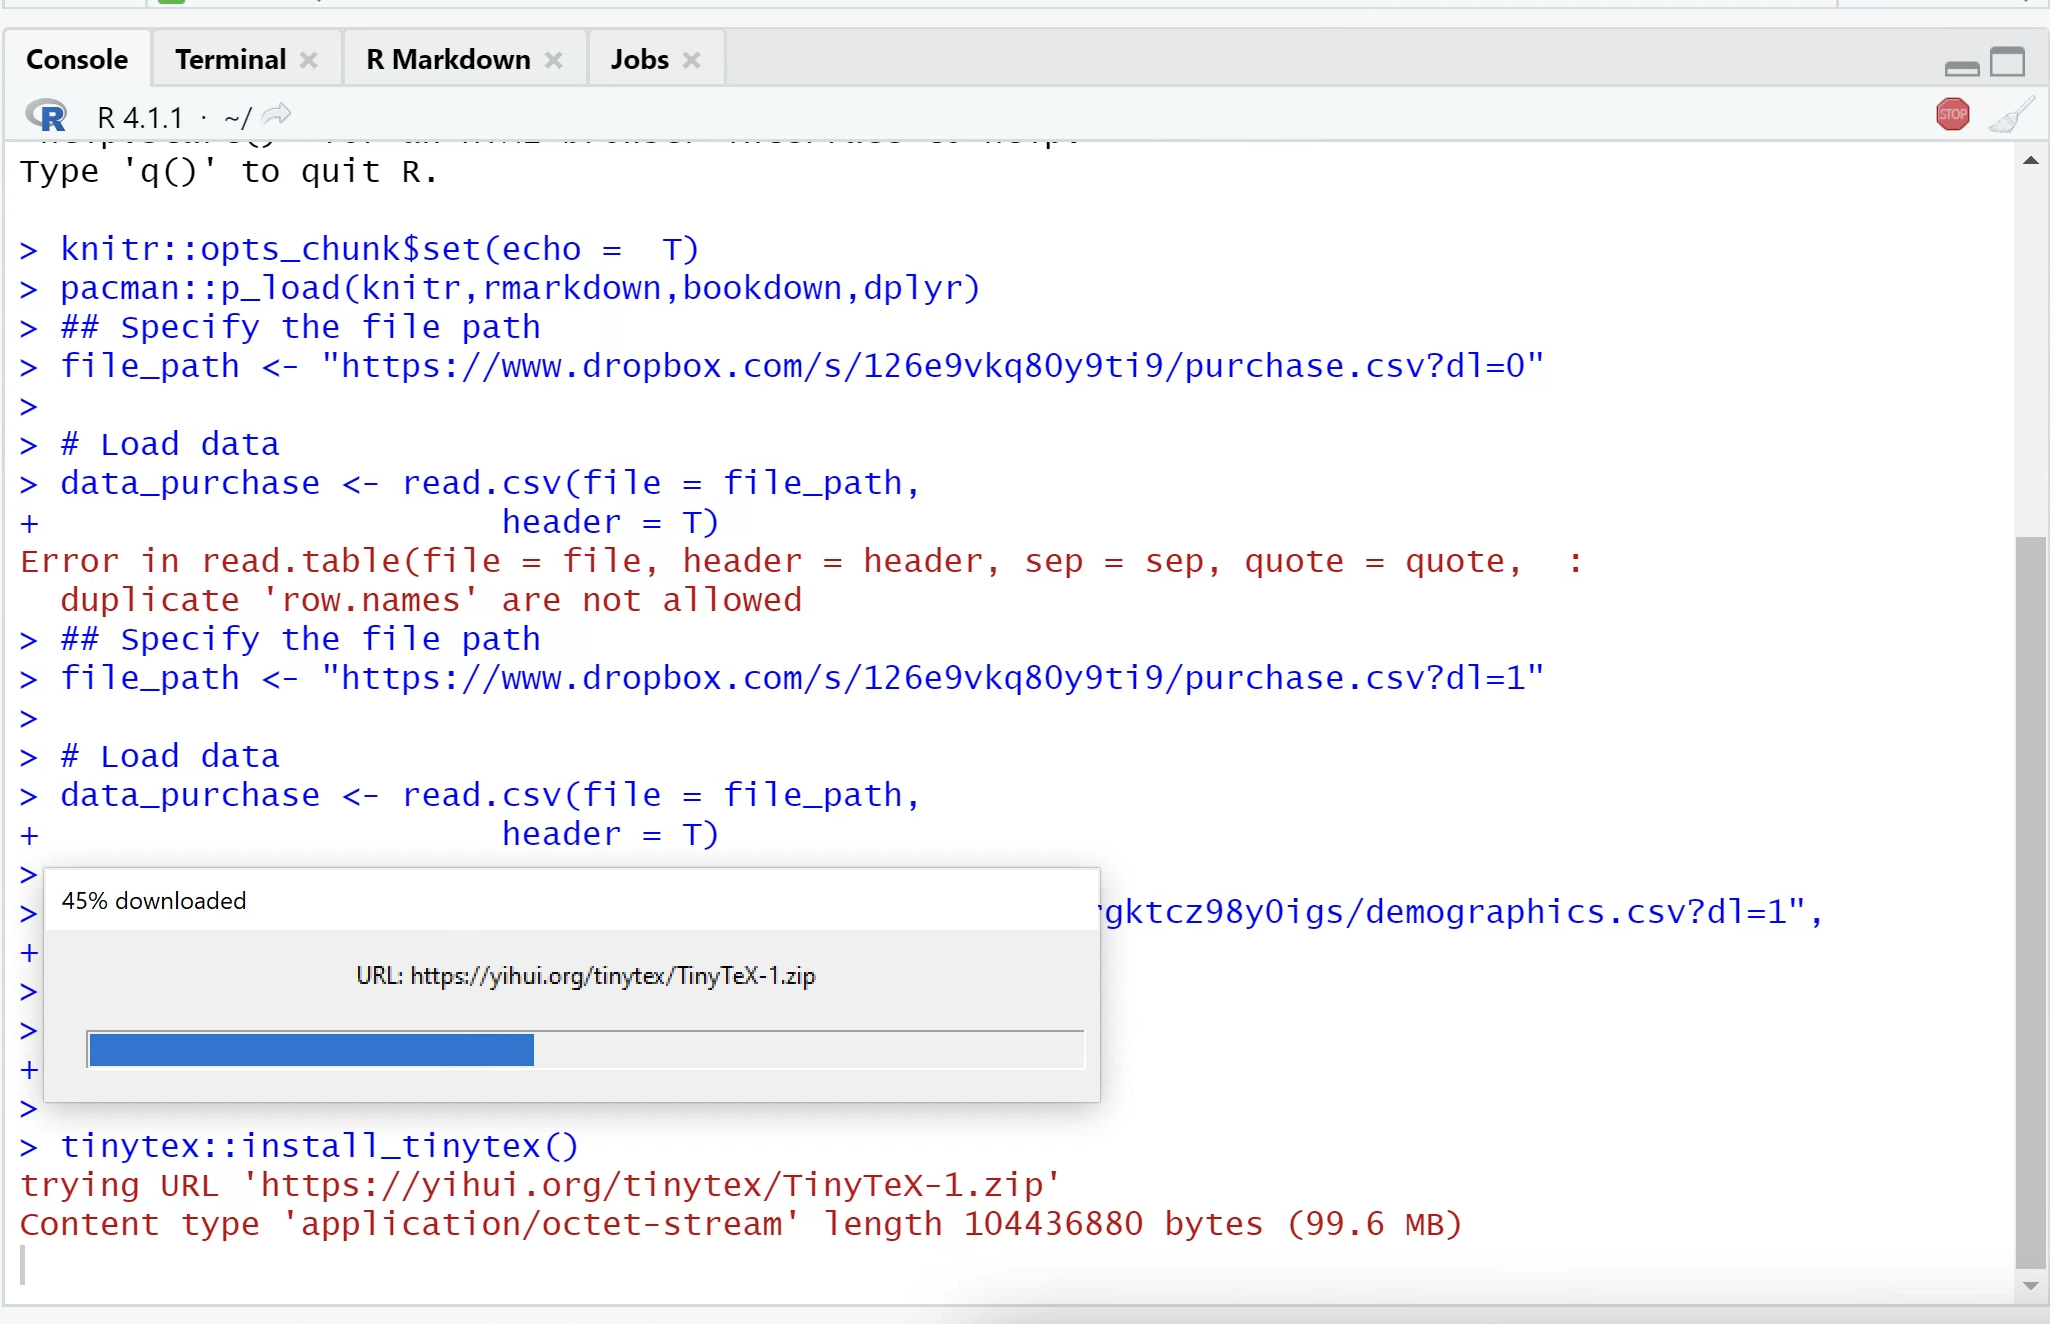 Console Terminal R Markdown Jobs
R R 4.1.1 · ~/ STOP
Type 'q()' to quit R.
> knitr::opts_chunk$set(echo =  T)
> pacman::p_load(knitr,rmarkdown,bookdown,dplyr)
> ## Specify the file path
> file_path <- "https://www.dropbox.com/s/126e9vkq80y9ti9/purchase.csv?dl=0"
>
> # Load data
> data_purchase <- read.csv(file = file_path,
+                       header = T)
Error in read.table(file = file, header = header, sep = sep, quote = quote,  :
  duplicate 'row.names' are not allowed
> ## Specify the file path
> file_path <- "https://www.dropbox.com/s/126e9vkq80y9ti9/purchase.csv?dl=1"
>
> # Load data
> data_purchase <- read.csv(file = file_path,
+                       header = T)
>
45% downloaded
> gktcz98y0igs/demographics.csv?dl=1",
+
URL: https://yihui.org/tinytex/TinyTeX-1.zip
>
>
+
>
> tinytex::install_tinytex()
trying URL 'https://yihui.org/tinytex/TinyTeX-1.zip'
Content type 'application/octet-stream' length 104436880 bytes (99.6 MB)